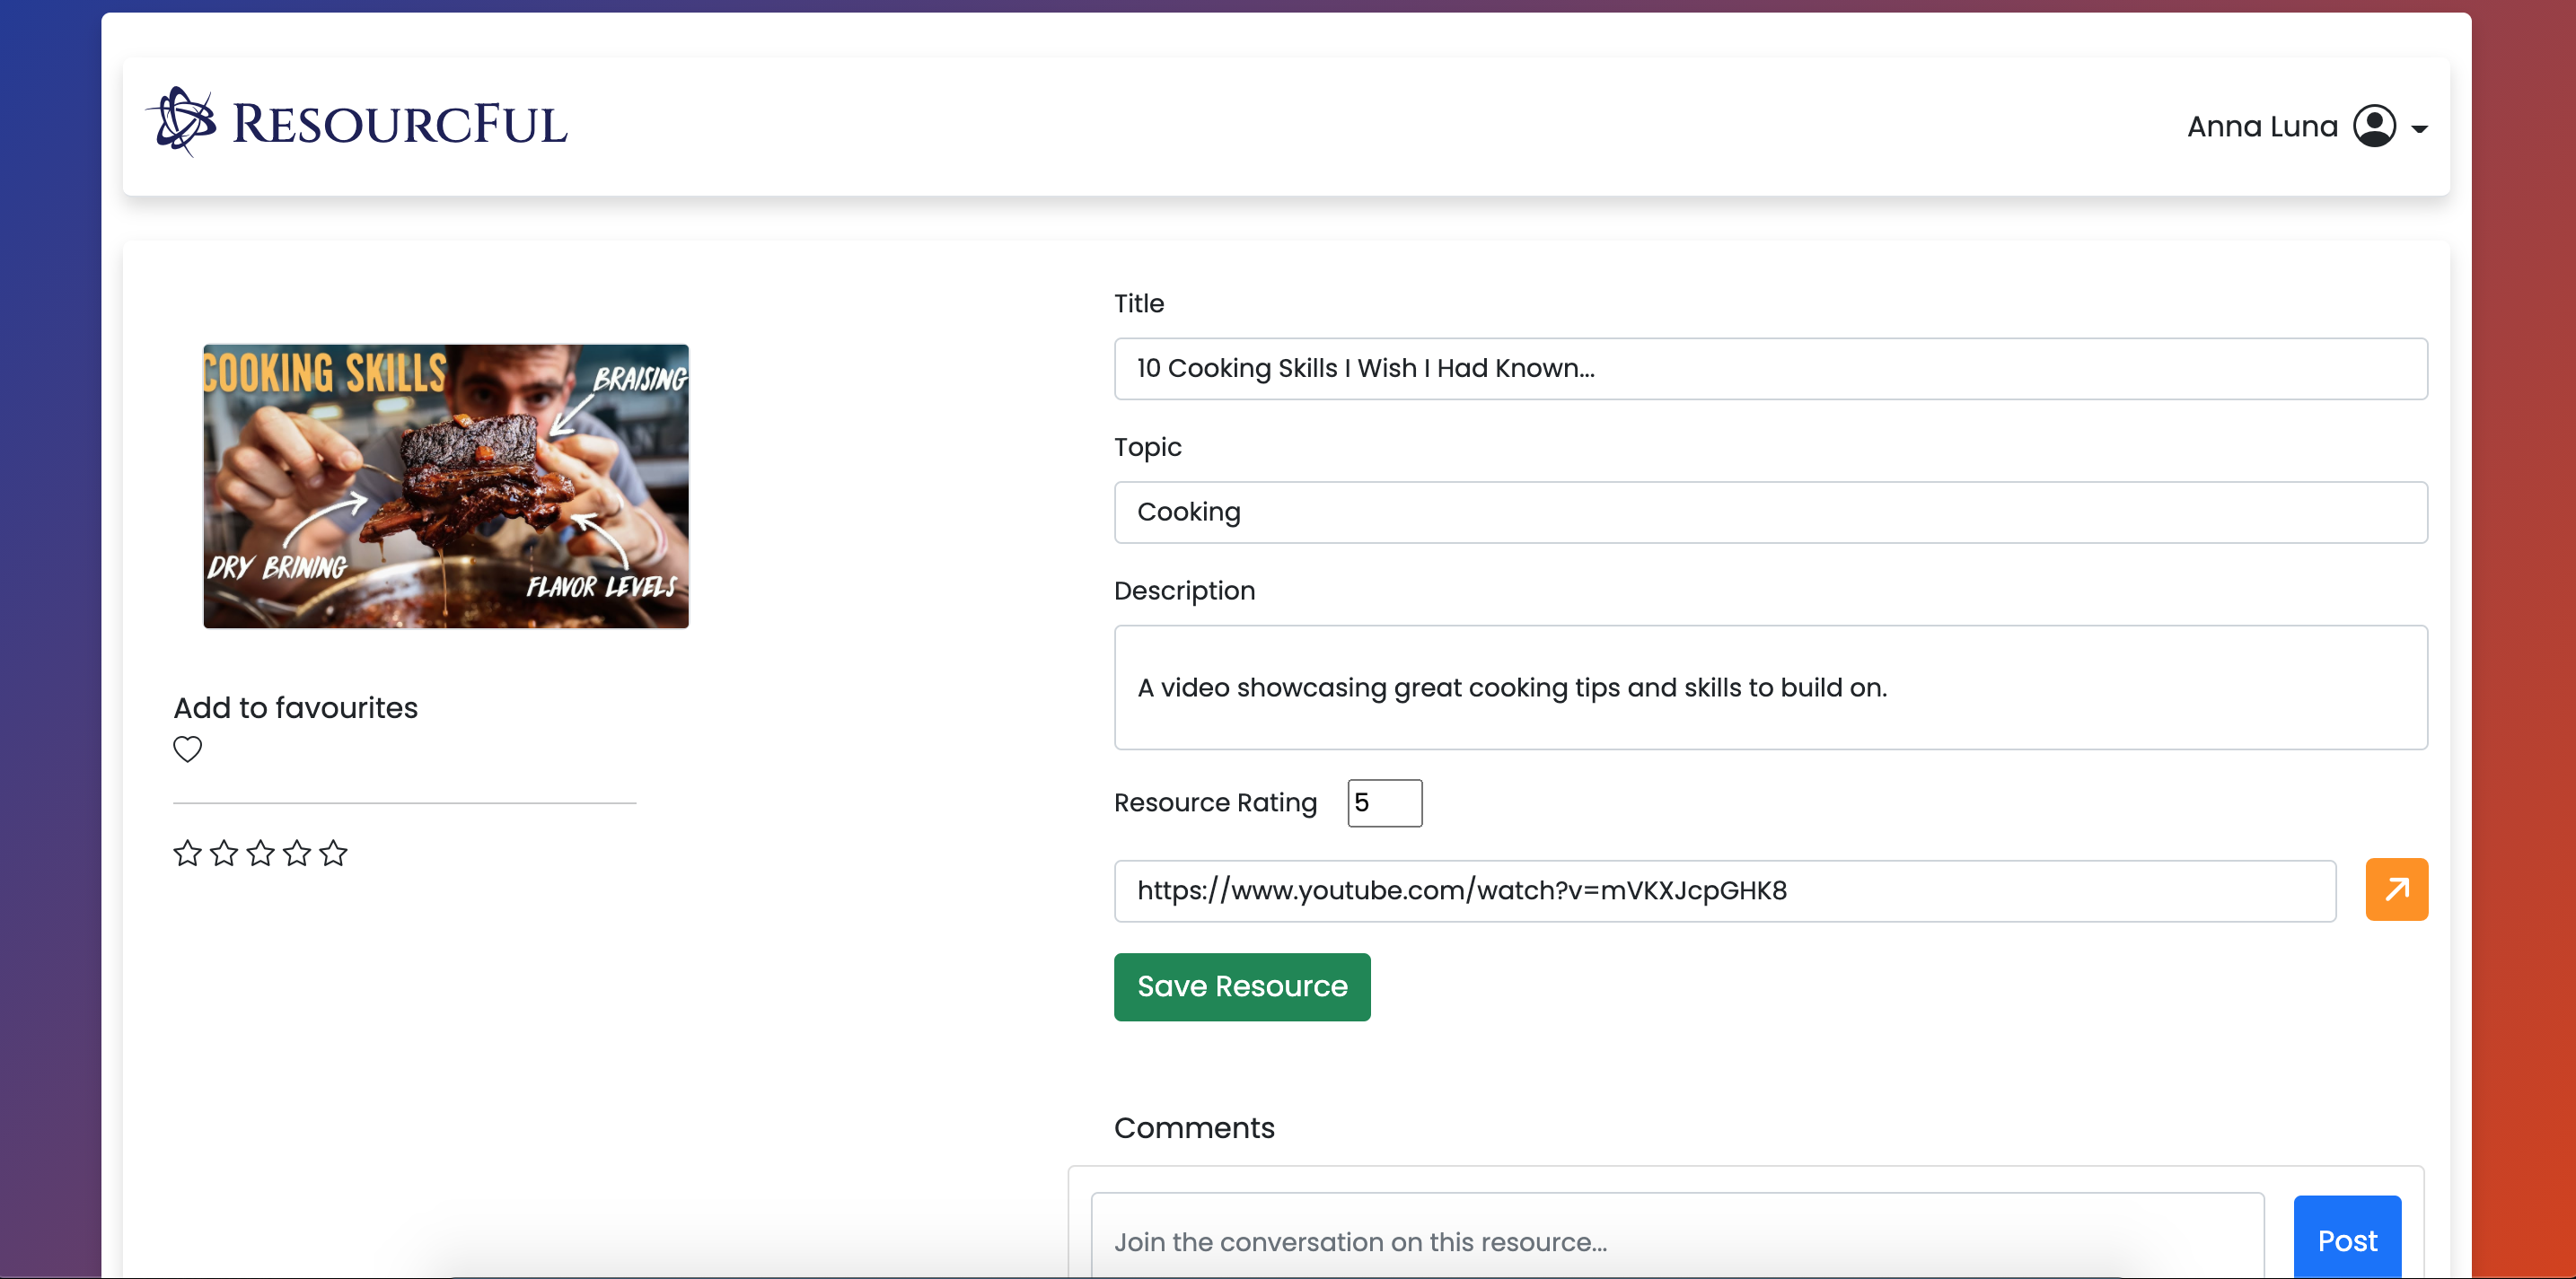 RESOURCFUL
Anna Luna
COOKING SKILLS
BRAISING
DRY BRINING
FLAVOR LEVELS
Add to favourites
Title
10 Cooking Skills I Wish I Had Known...
Topic
Cooking
Description
A video showcasing great cooking tips and skills to build on.
Resource Rating 5
https://www.youtube.com/watch?v=mVKXJcpGHK8
Save Resource
Comments
Join the conversation on this resource...
Post